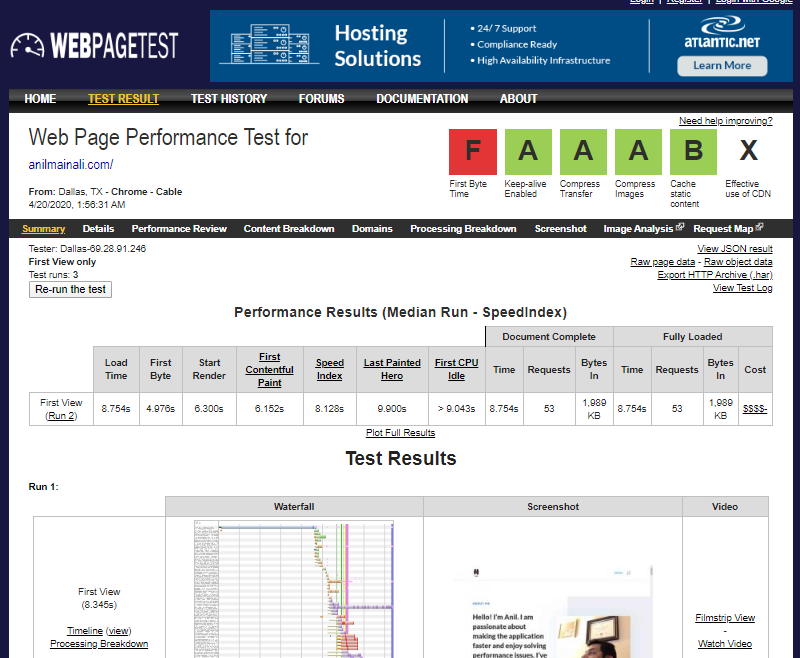 Login | Register | Login with Google
WEBPAGETEST
Hosting
Solutions
• 24/ 7 Support
• Compliance Ready
• High Availability Infrastructure
ATLANTIC.NET
Learn More
HOME TEST RESULT TEST HISTORY FORUMS DOCUMENTATION ABOUT
Need help improving?
Web Page Performance Test for
anilmainali.com/
From: Dallas, TX - Chrome - Cable
4/20/2020, 1:56:31 AM
F A A A B X
First Byte Time
Keep-alive Enabled
Compress Transfer
Compress Images
Cache static content
Effective use of CDN
Summary Details Performance Review Content Breakdown Domains Processing Breakdown Screenshot Image Analysis Request Map
Tester: Dallas-69.28.91.246
First View only
Test runs: 3
Re-run the test
View JSON result
Raw page data - Raw object data
Export HTTP Archive (.har)
View Test Log
Performance Results (Median Run - SpeedIndex)
Document Complete Fully Loaded
Load Time First Byte Start Render First Contentful Paint Speed Index Last Painted Hero First CPU Idle Time Requests Bytes In Time Requests Bytes In Cost
First View (Run 2) 8.754s 4.976s 6.300s 6.152s 8.128s 9.900s > 9.043s 8.754s 53 1,989 KB 8.754s 53 1,989 KB $$$$-
Plot Full Results
Test Results
Run 1:
Waterfall Screenshot Video
First View
(8.345s)
Timeline (view)
Processing Breakdown
Hello! I'm Anil. I am
passionate about
making the application
faster and enjoy solving
performance issues. I've
Filmstrip View
-
Watch Video